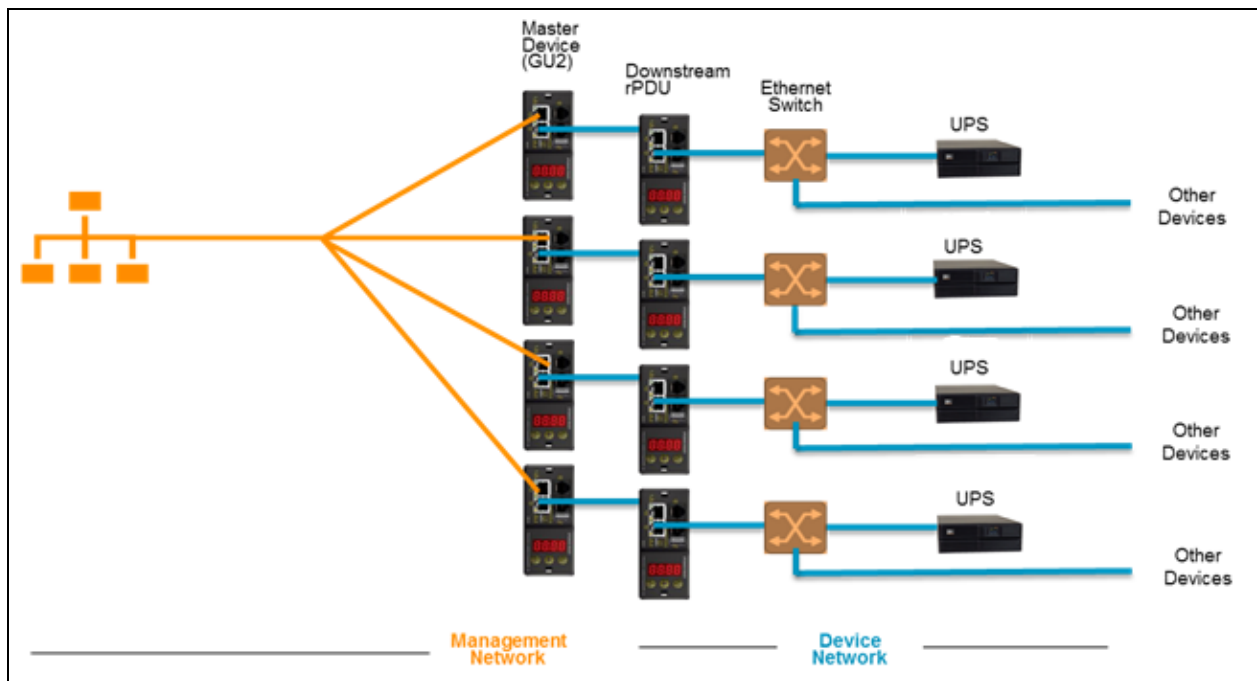 Master
Device
(GU2)
Downstream
rPDU
Ethernet
Switch
UPS
Other
Devices
UPS
Other
Devices
UPS
Other
Devices
UPS
Other
Devices
Management
Network
Device
Network